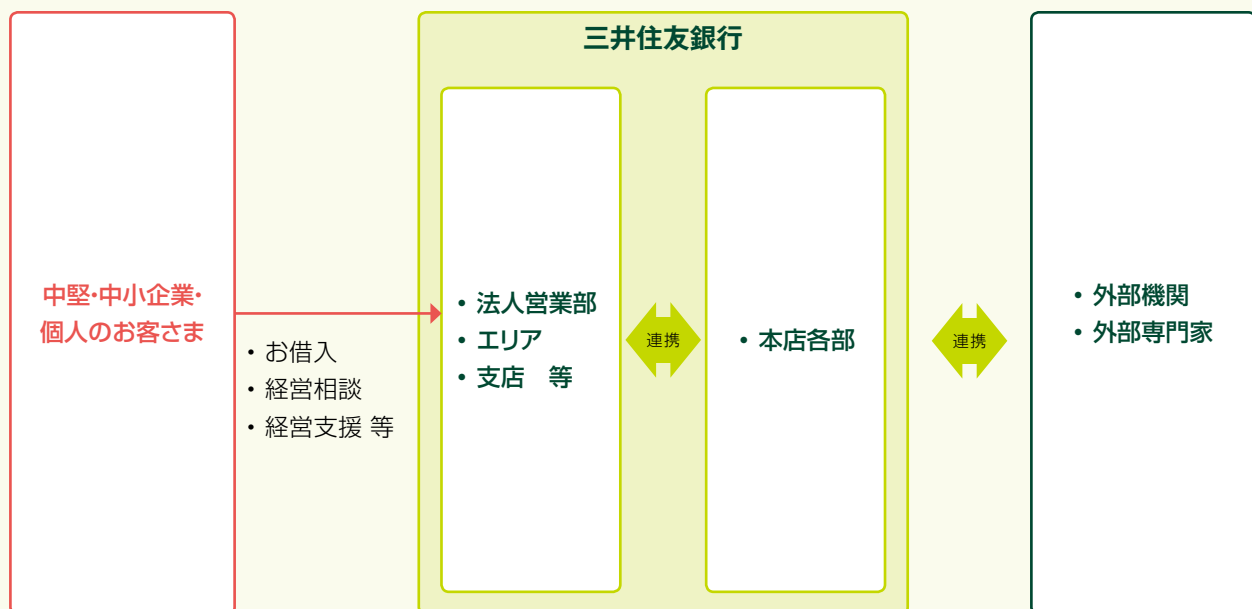 三井住友銀行
中堅・中小企業・
個人のお客さま
・お借入
・経営相談
・経営支援 等
・法人営業部
・エリア
・支店　等
連携
・本店各部
連携
・外部機関
・外部専門家